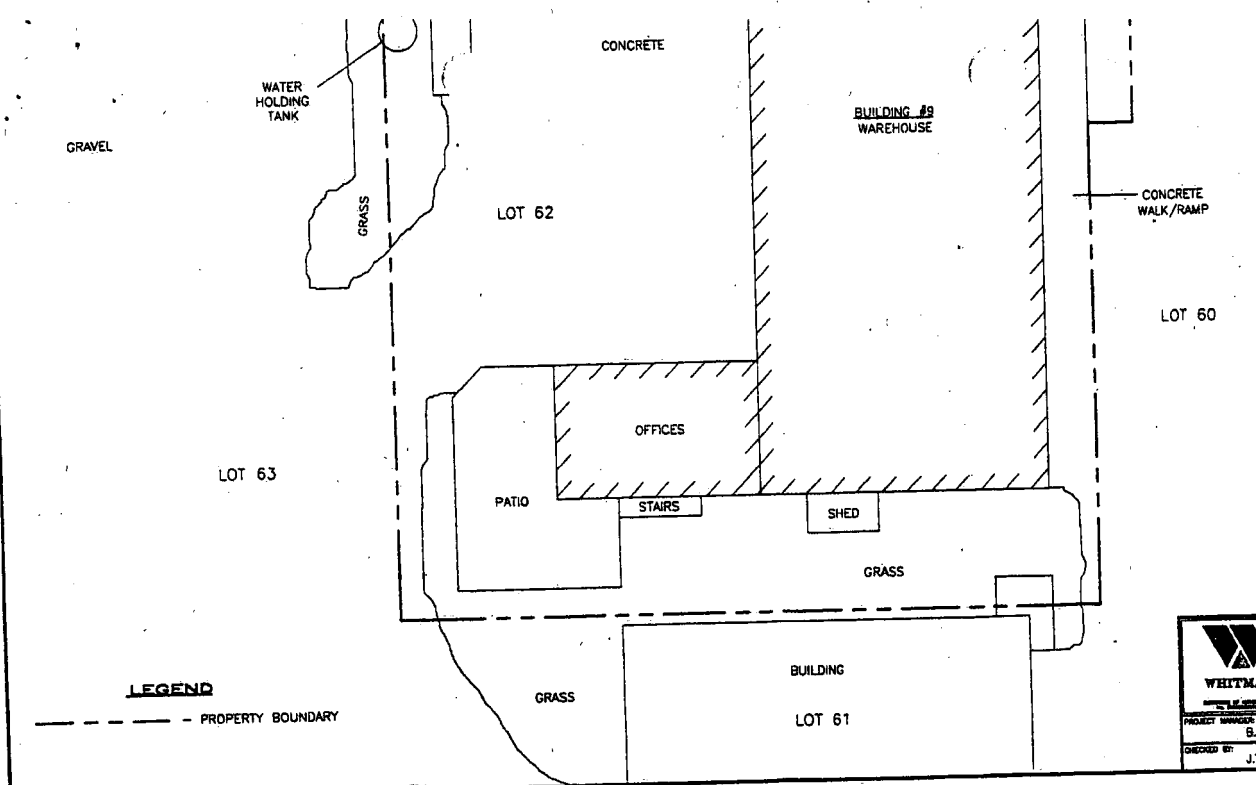 CONCRETE
WATER
HOLDING
TANK
BUILDING #9
WAREHOUSE
GRAVEL
GRASS
LOT 62
CONCRETE
WALK/RAMP
LOT 60
OFFICES
LOT 63
PATIO
STAIRS
SHED
GRASS
BUILDING
GRASS
LOT 61
LEGEND
PROPERTY BOUNDARY
WHITMA
PROJECT MANAGER:
B.
CHECKED BY:
J.